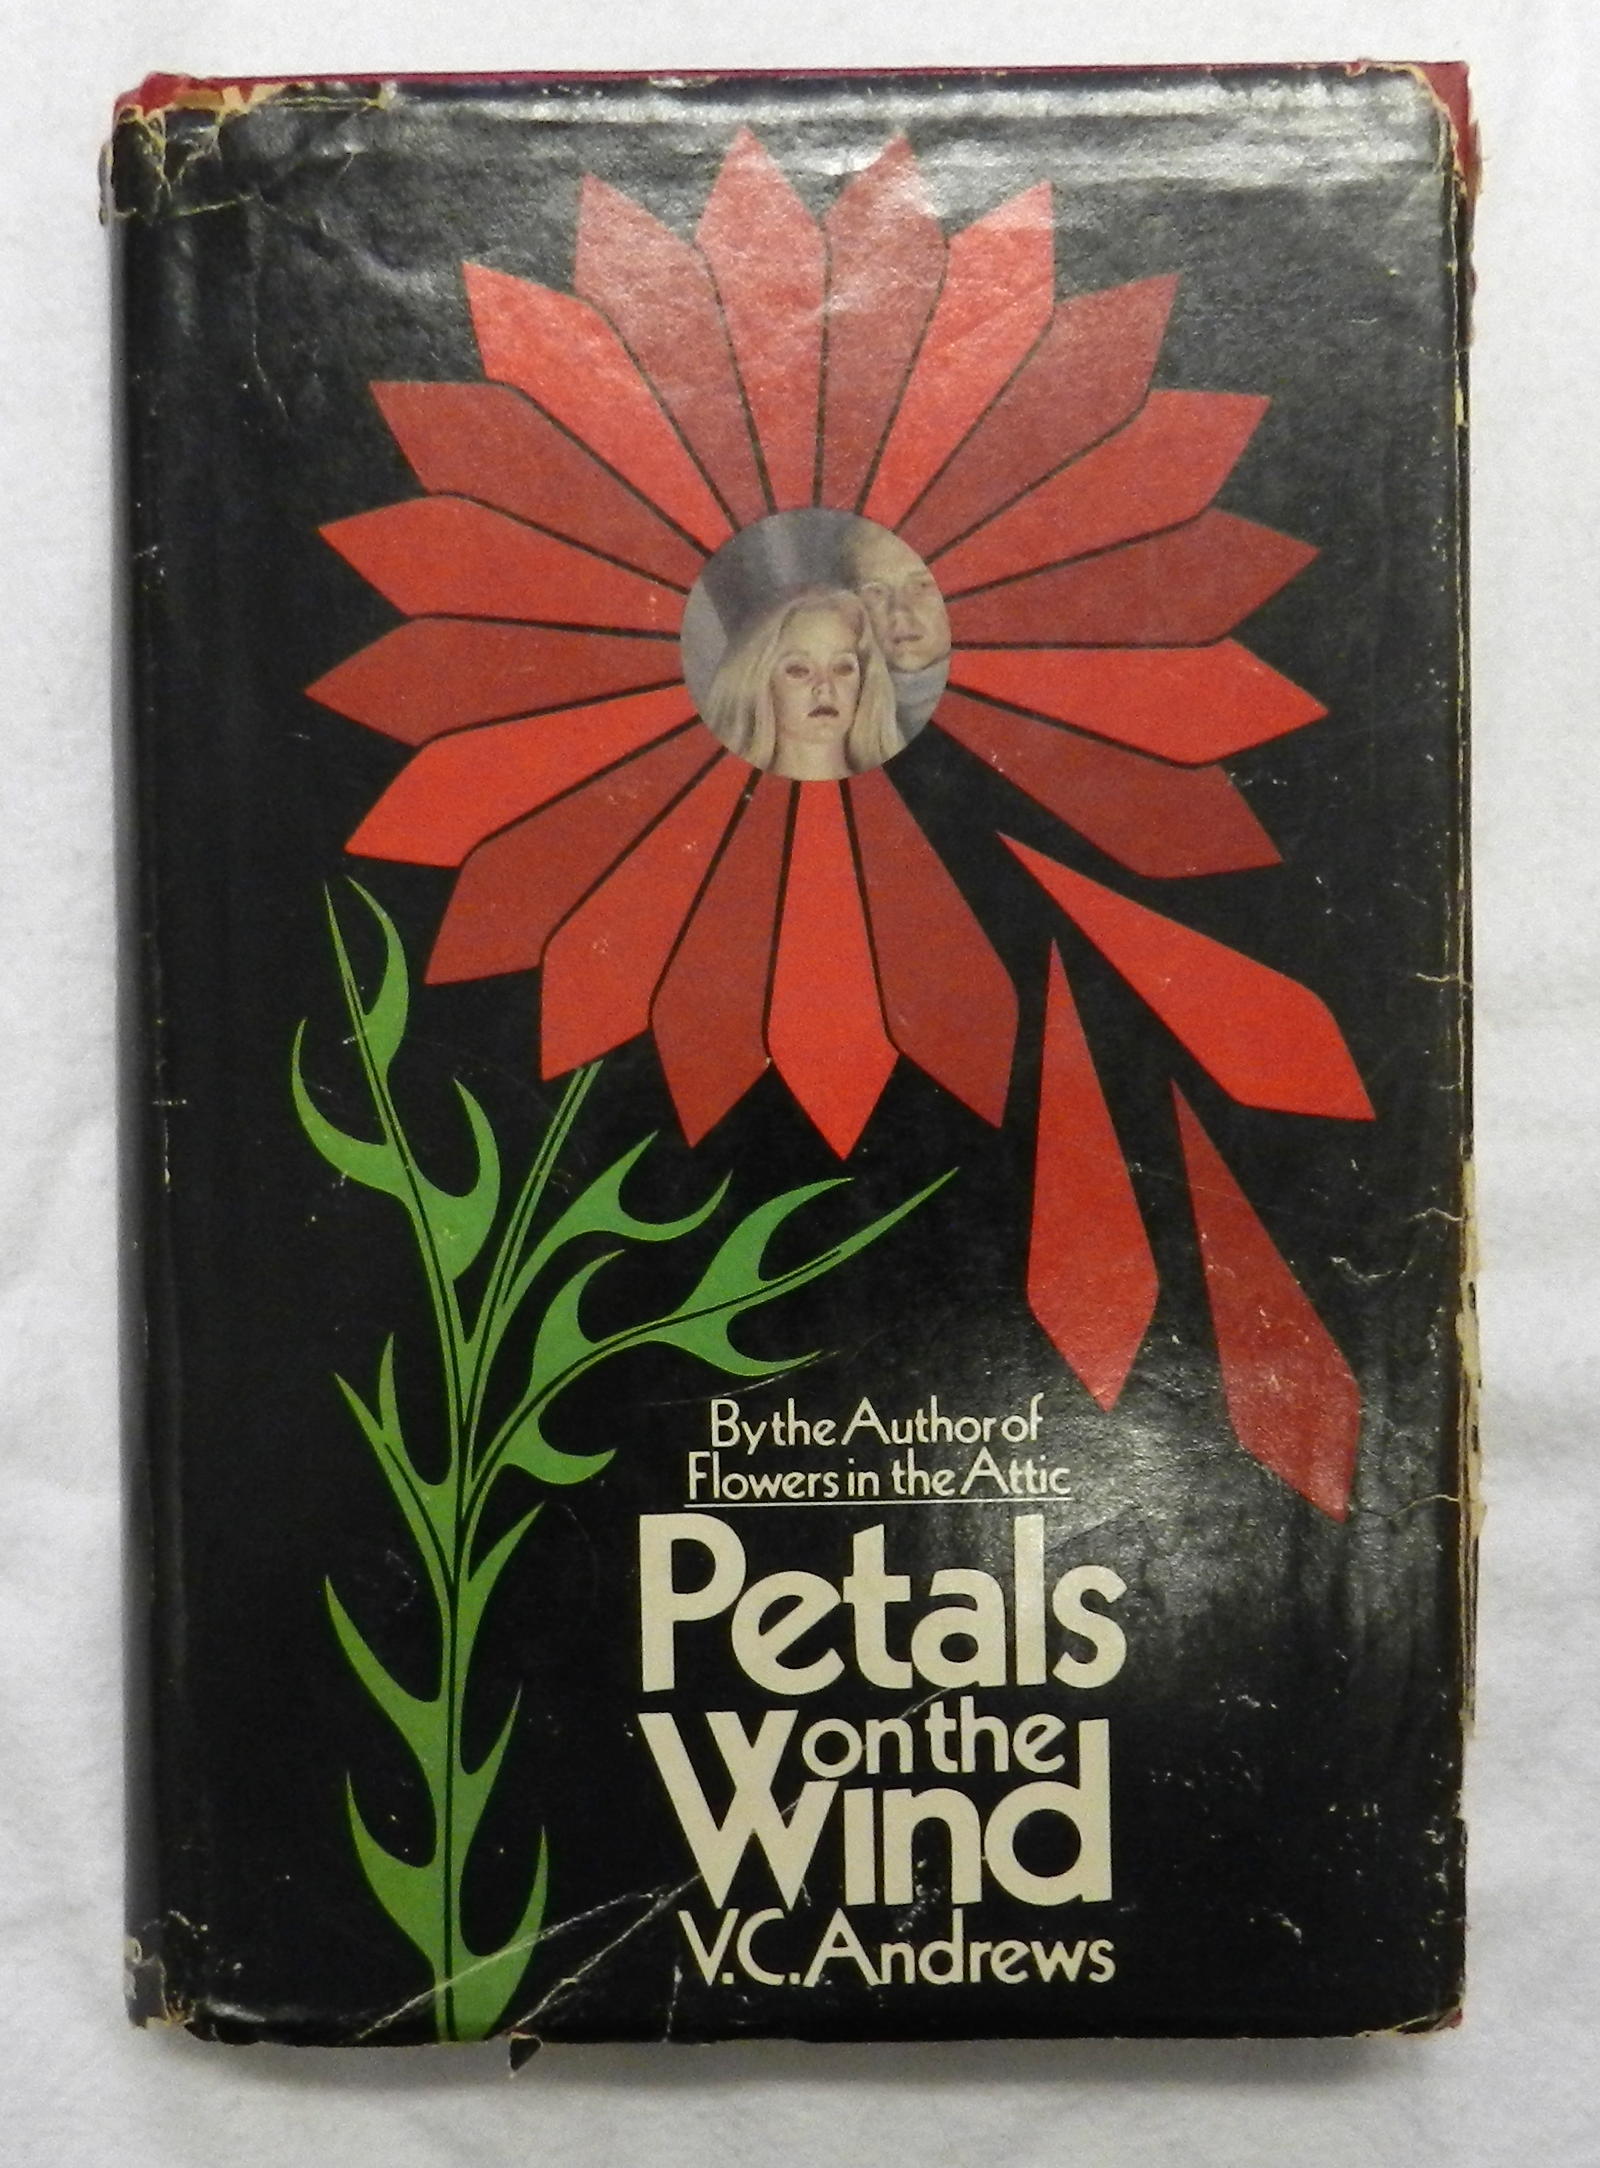 By the Author of
Flowers in the Attic
Petals
on the
Wind
V.C. Andrews